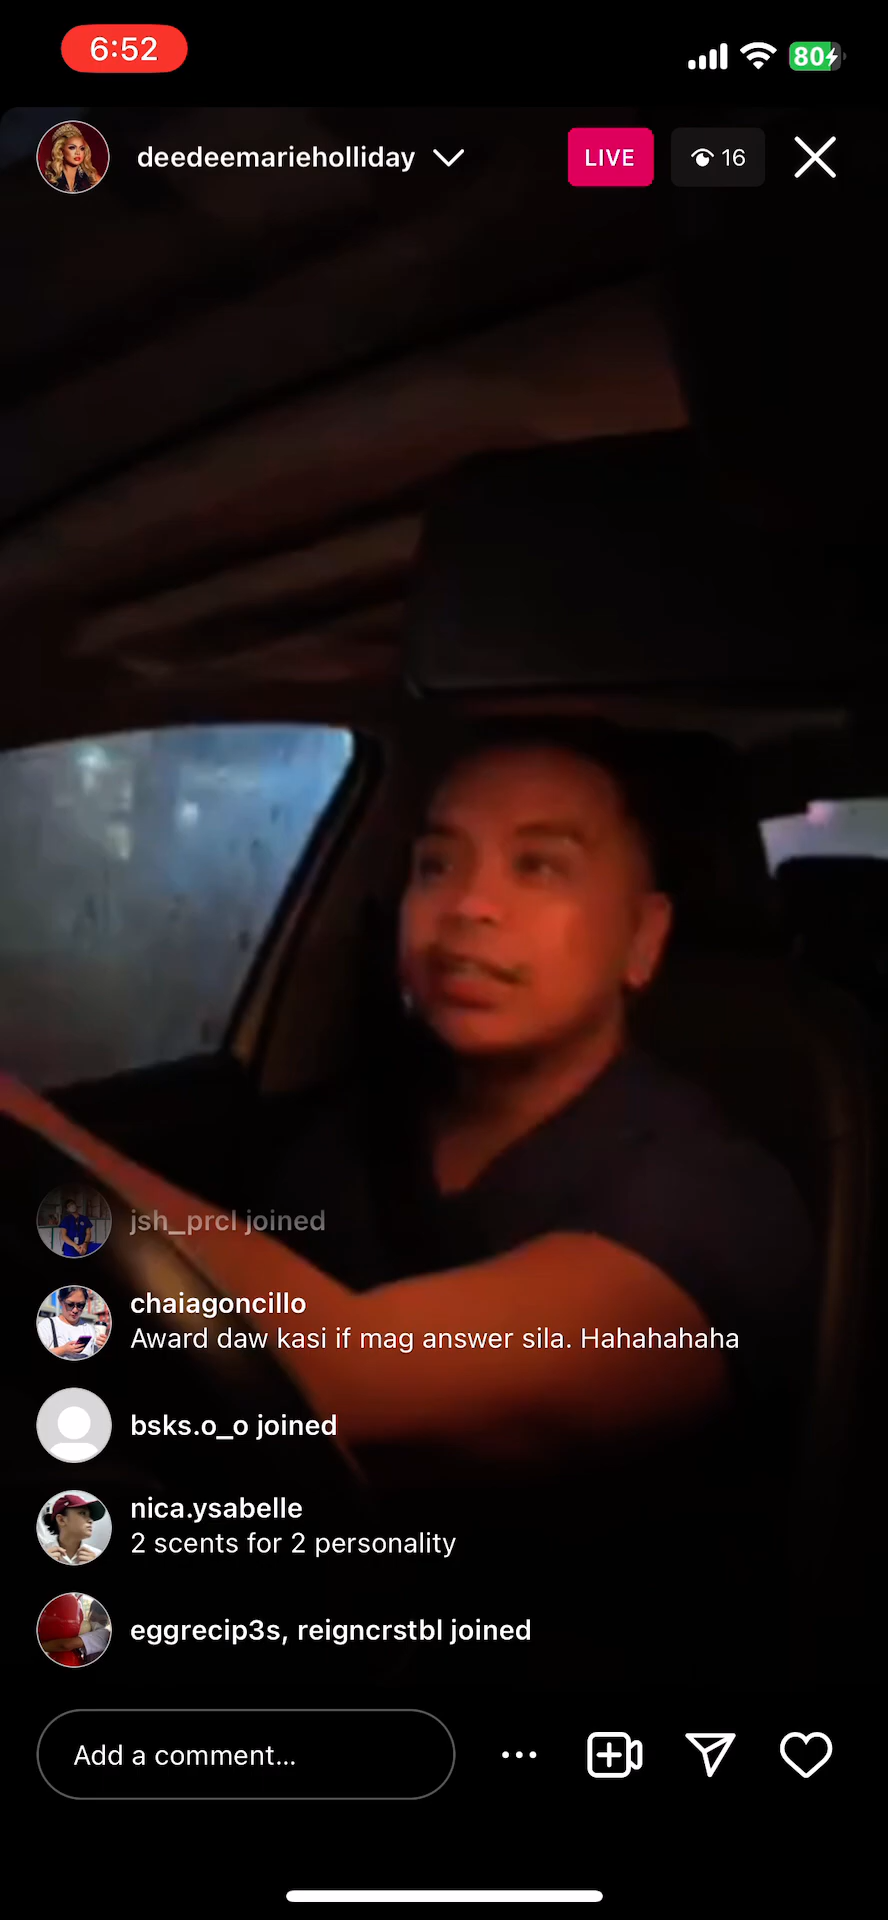 6:52
80
deedeemarieholliday
LIVE
16
jsh_prcl joined
chaiagoncillo
Award daw kasi if mag answer sila. Hahahahaha
bsks.o_o joined
nica.ysabelle
2 scents for 2 personality
eggrecip3s, reigncrstbl joined
Add a comment...